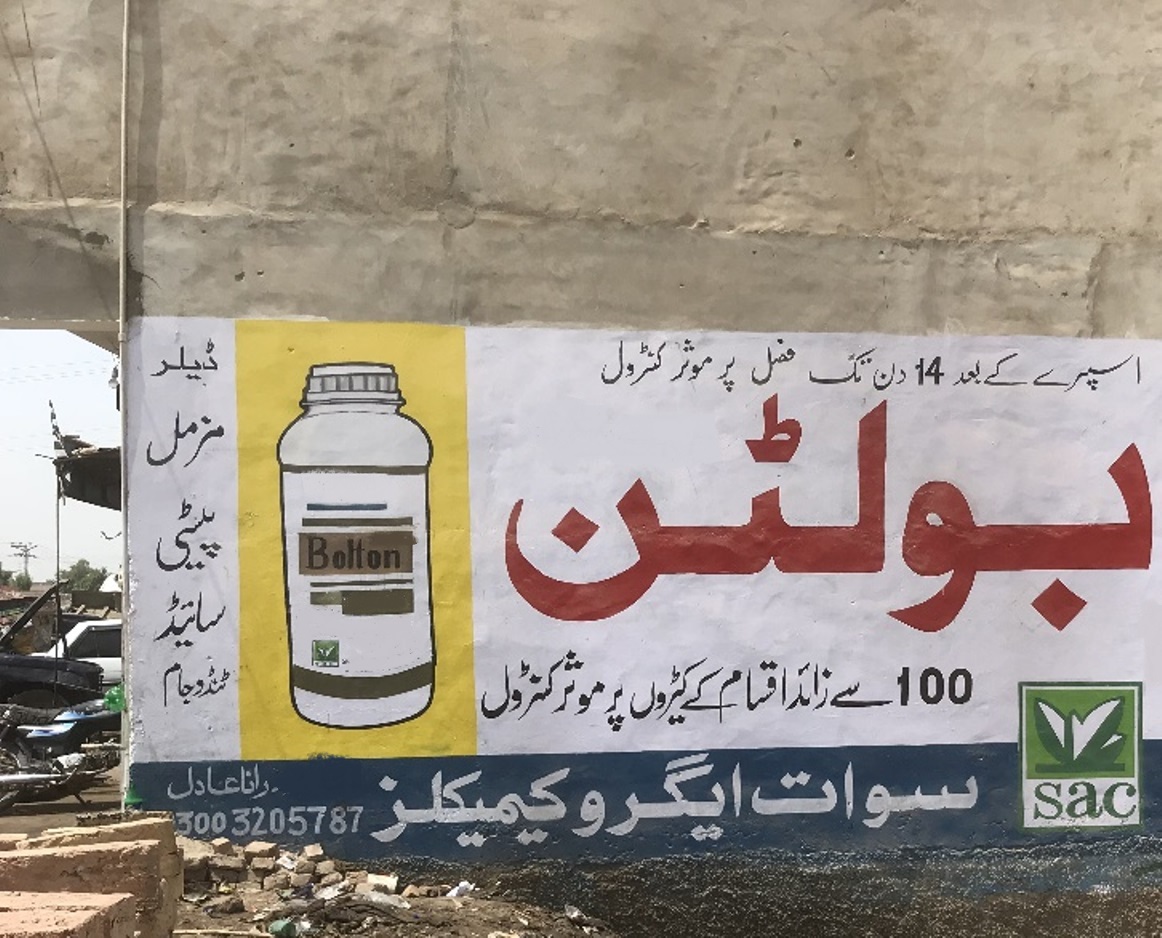 اسپرے کے بعد 14 دن تک فصل پر موثر کنٹرول
بولٹن
100 سے زائد اقسام کے کیڑوں پر موثر کنٹرول
سوات ایگرو کیمیکلز
sac
Bolton
ڈیلر
مزمل
پیسٹی
سائیڈ
ٹنڈوجام
رانا عادل
3003205787